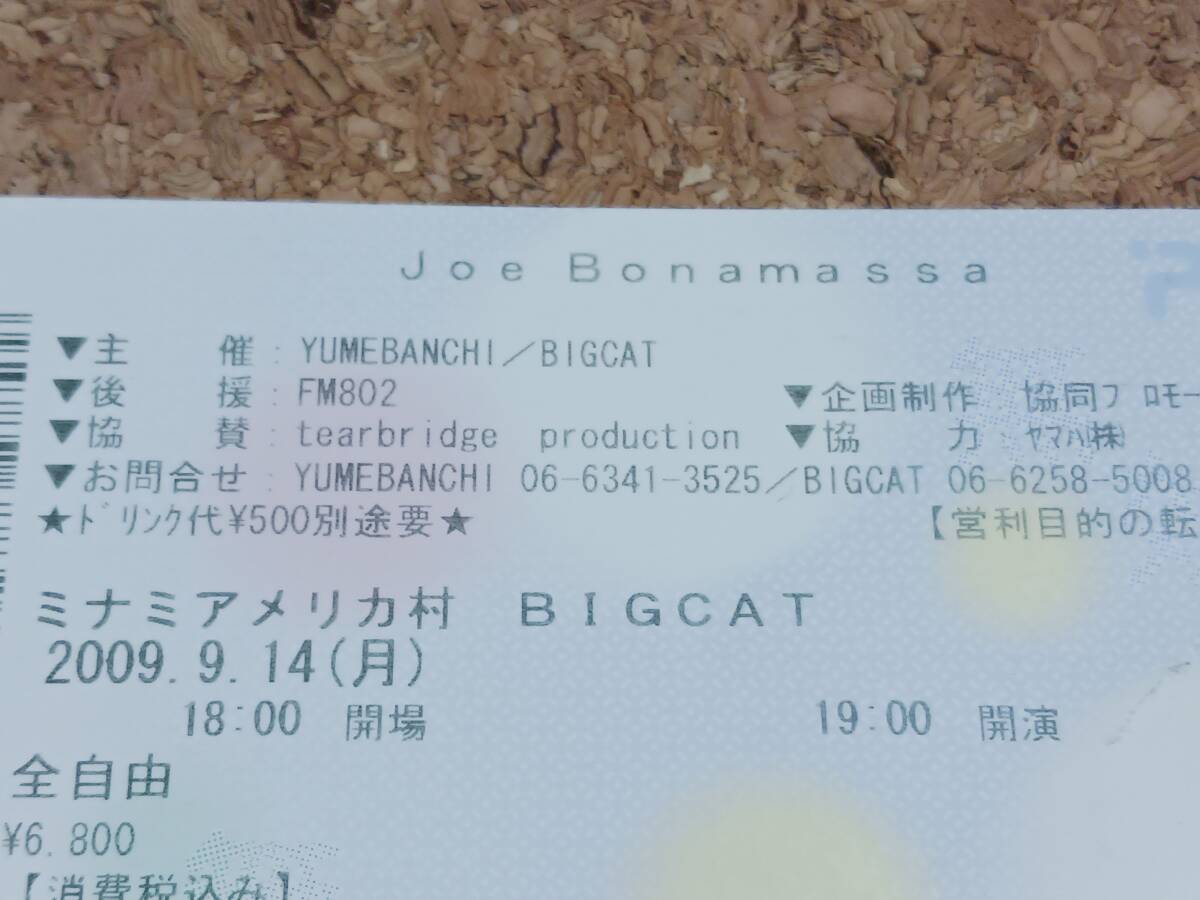 Joe Bonamassa
▼主 催:YUMEBANCHI/BIGCAT
▼後 援:FM802 ▼企画制作:協同プロモー
▼協 賛:tearbridge production ▼協 力:ヤマハ(株)
▼お問合せ:YUMEBANCHI 06-6341-3525/BIGCAT 06-6258-5008
★ドリンク代¥500別途要★ 【営利目的の転
ミナミアメリカ村 BIGCAT
2009. 9. 14(月)
18:00 開場 19:00 開演
全自由
¥6,800
【消費税込み】